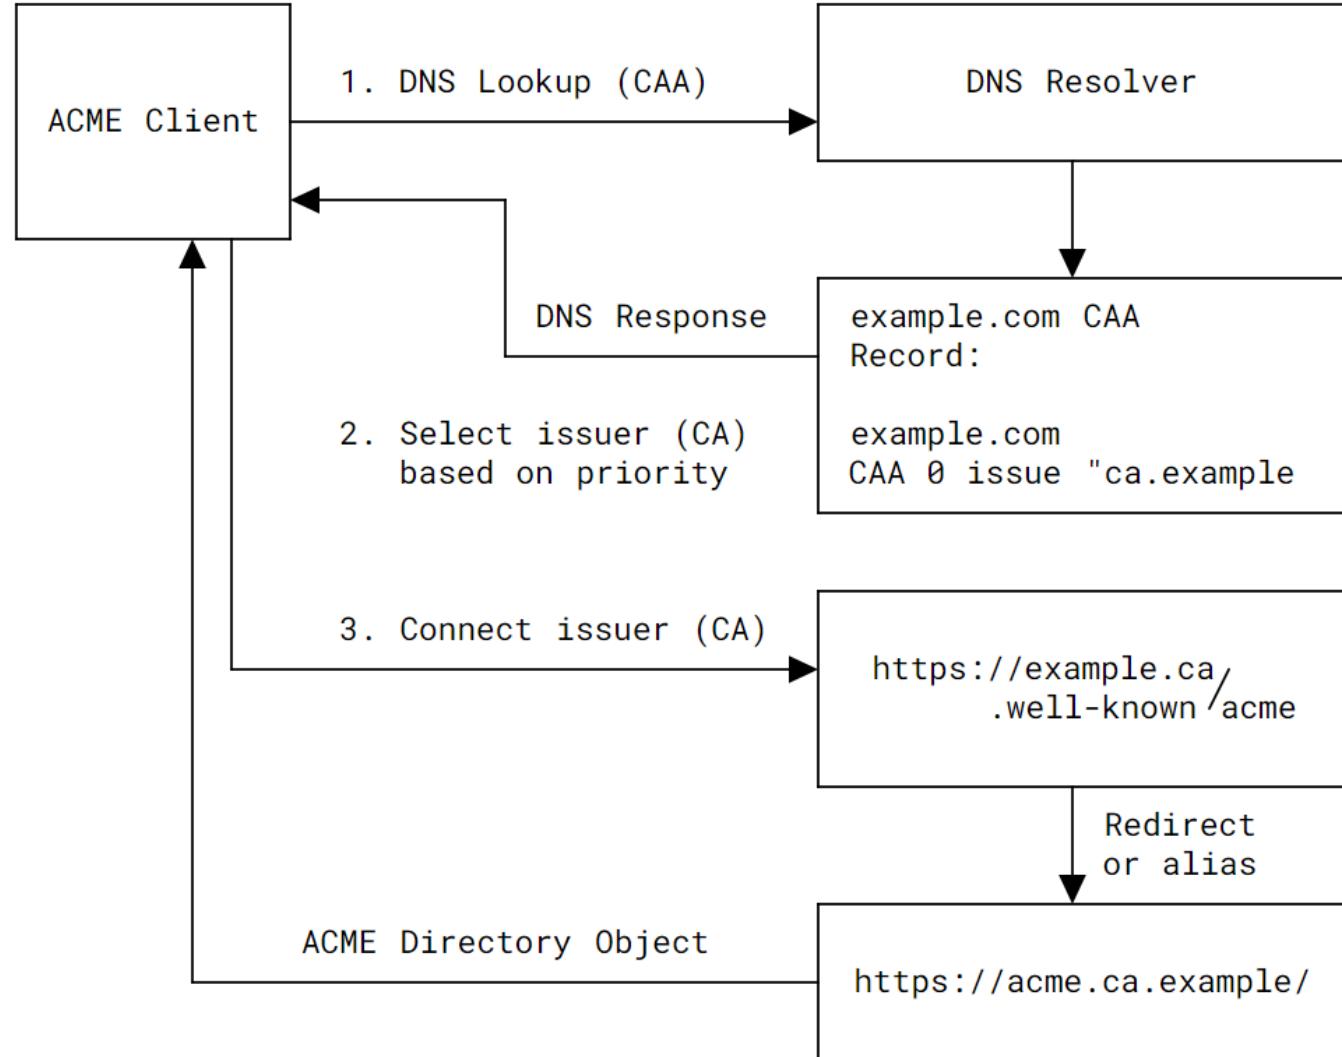 1. DNS Lookup (CAA)
DNS Resolver
ACME Client
DNS Response
example.com CAA
Record:
example.com
CAA 0 issue "ca.example
2. Select issuer (CA)
based on priority
3. Connect issuer (CA)
https://example.ca/
.well-known/acme
Redirect
or alias
ACME Directory Object
https://acme.ca.example/